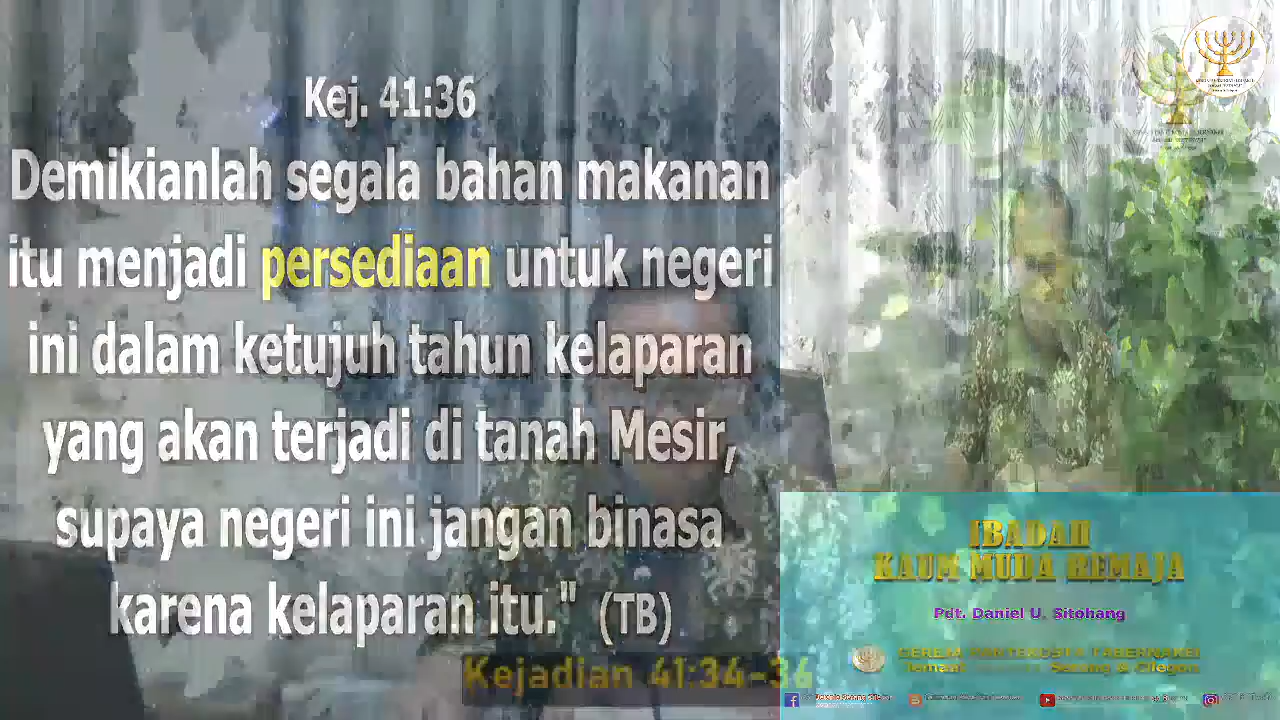 Kej. 41:36
Demikianlah segala bahan makanan
itu menjadi persediaan untuk negeri
ini dalam ketujuh tahun kelaparan
yang akan terjadi di tanah Mesir,
supaya negeri ini jangan binasa
karena kelaparan itu." (TB)
Kejadian 41:34-36
IBADAH
KAUM MUDA REMAJA
Pdt. Daniel U. Sitohang
GEREJA PANTEKOSTA TABERNAKEL
Serang & Cilegon